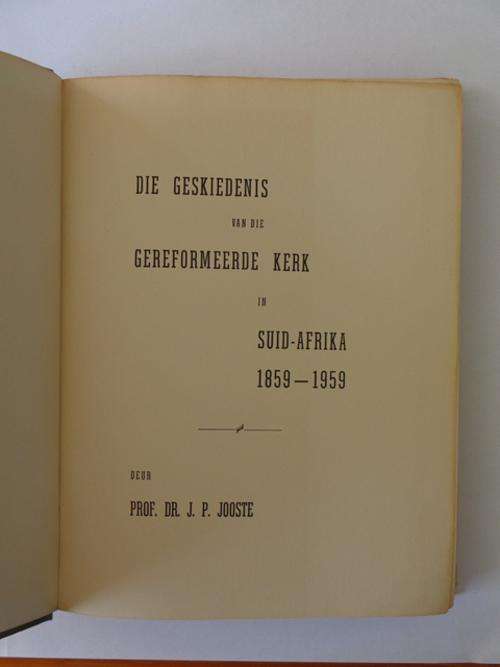 DIE GESKIEDENIS
VAN DIE
GEREFORMEERDE KERK
IN
SUID-AFRIKA
1859—1959
DEUR
PROF. DR. J. P. JOOSTE